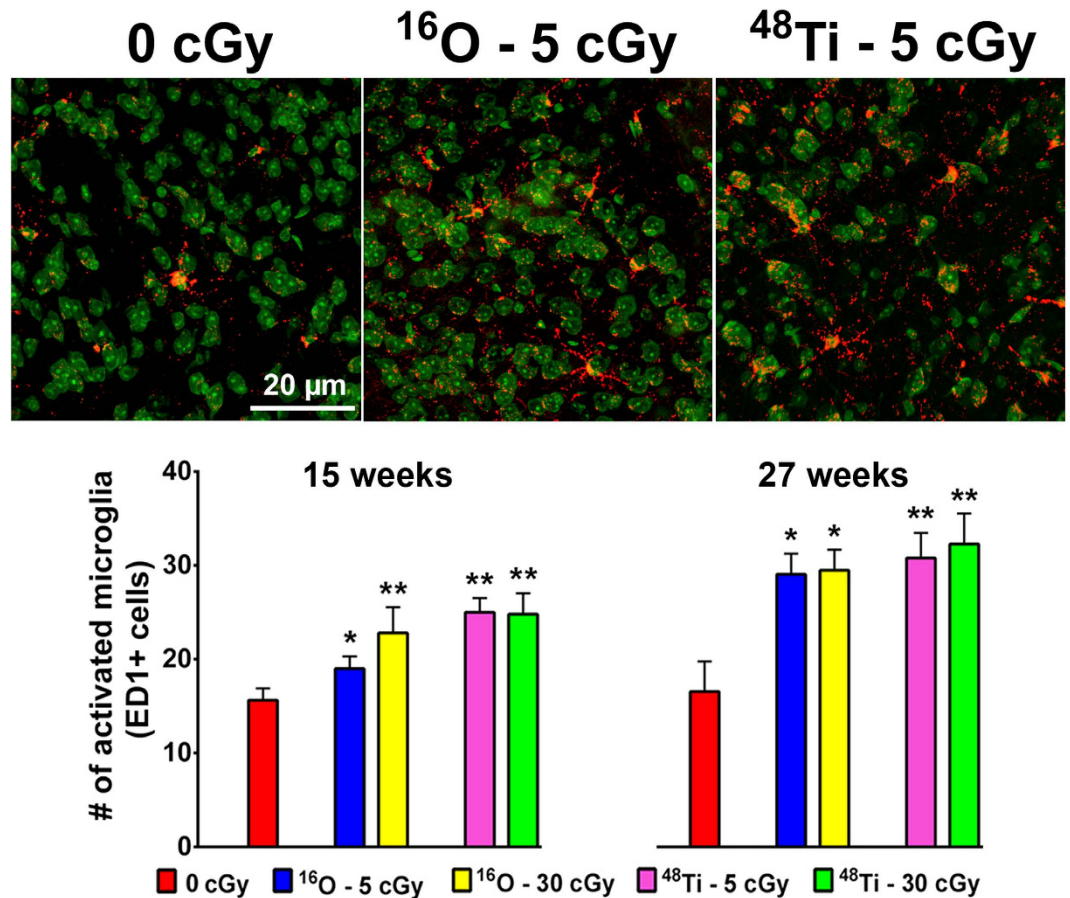 0 cGy
¹⁶O - 5 cGy
⁴⁸Ti - 5 cGy
20 µm
# of activated microglia
(ED1+ cells)
40
30
20
10
0
15 weeks
*
**
**
**
27 weeks
*
*
**
**
0 cGy
¹⁶O - 5 cGy
¹⁶O - 30 cGy
⁴⁸Ti - 5 cGy
⁴⁸Ti - 30 cGy